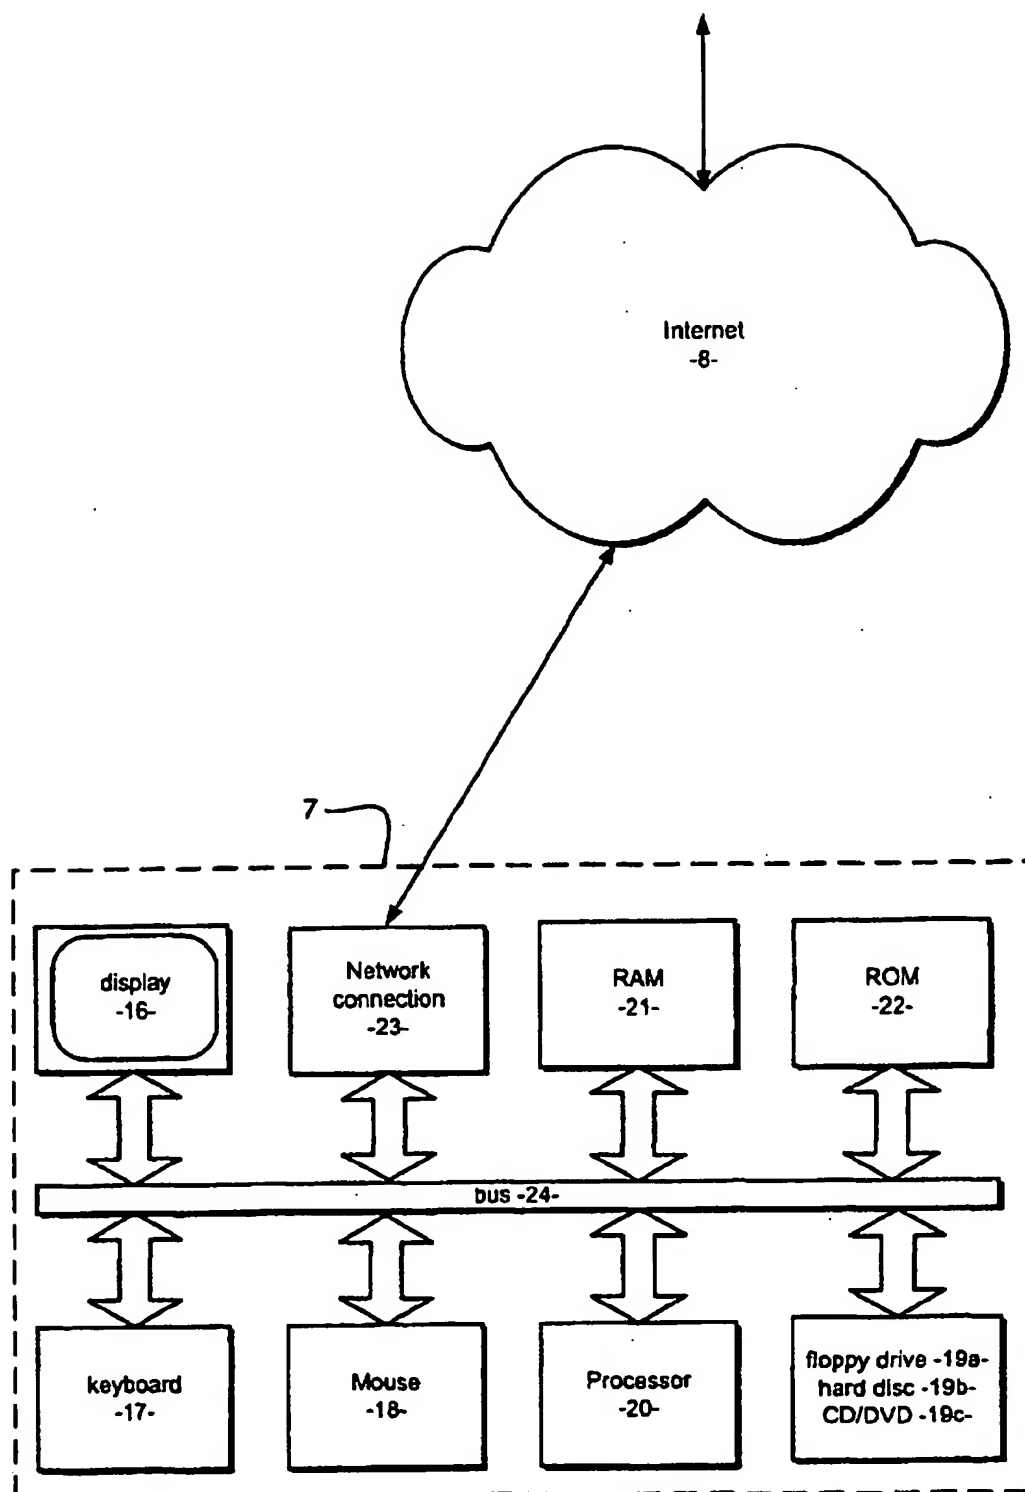 Internet
-8-
7
display
-16-
Network
connection
-23-
RAM
-21-
ROM
-22-
bus -24-
keyboard
-17-
Mouse
-18-
Processor
-20-
floppy drive -19a-
hard disc -19b-
CD/DVD -19c-